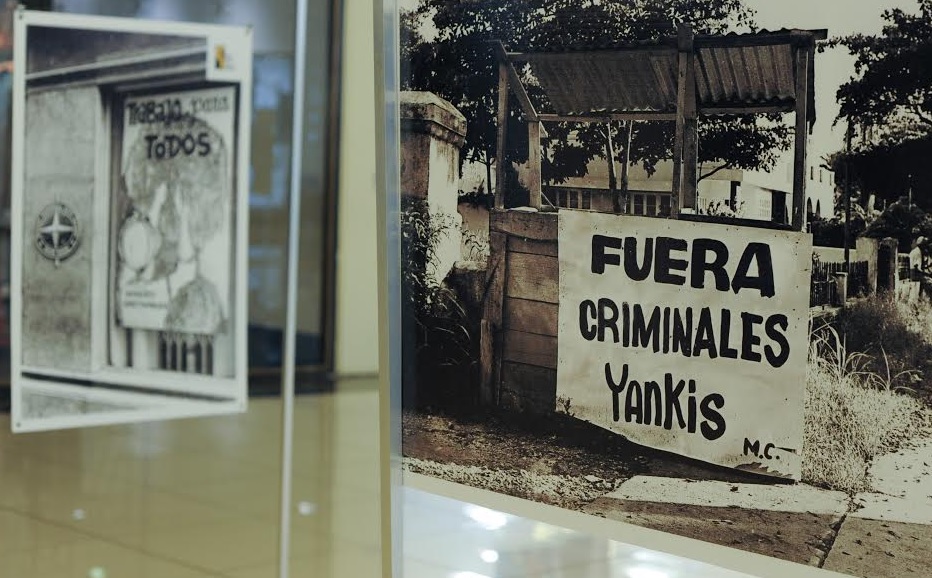 Trabajo, para
TODOS
FUERA
CRIMINALES
YANKIS
M.C.